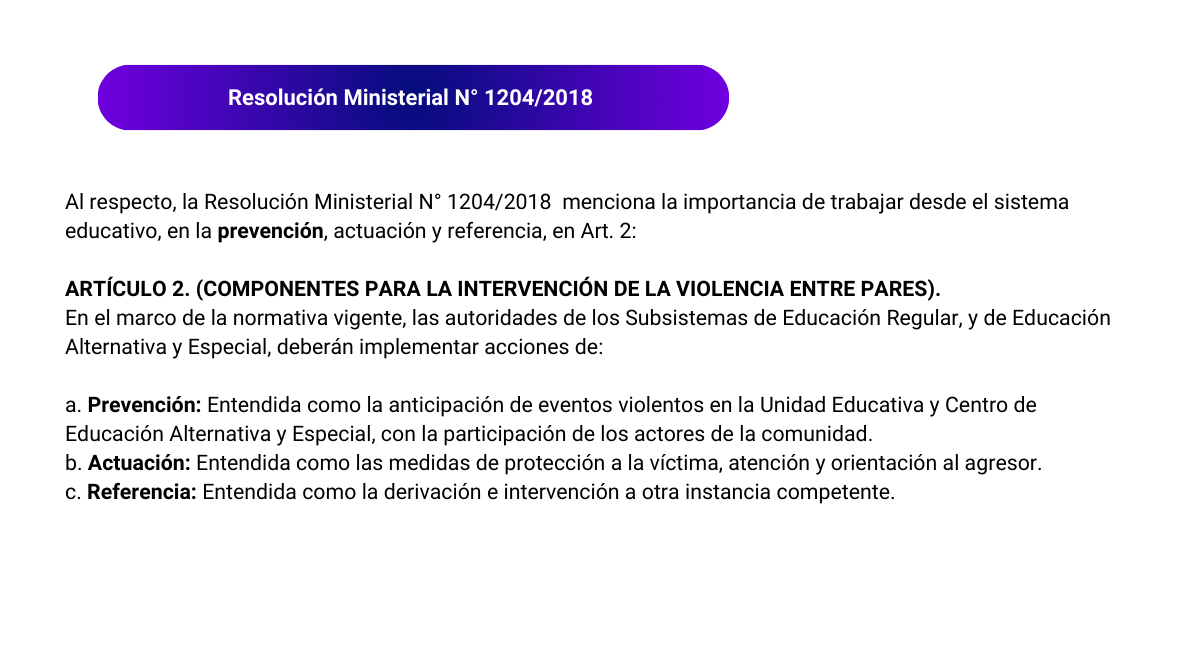 Resolución Ministerial N° 1204/2018
Al respecto, la Resolución Ministerial N° 1204/2018  menciona la importancia de trabajar desde el sistema
educativo, en la prevención, actuación y referencia, en Art. 2:
ARTÍCULO 2. (COMPONENTES PARA LA INTERVENCIÓN DE LA VIOLENCIA ENTRE PARES).
En el marco de la normativa vigente, las autoridades de los Subsistemas de Educación Regular, y de Educación
Alternativa y Especial, deberán implementar acciones de:
a. Prevención: Entendida como la anticipación de eventos violentos en la Unidad Educativa y Centro de
Educación Alternativa y Especial, con la participación de los actores de la comunidad.
b. Actuación: Entendida como las medidas de protección a la víctima, atención y orientación al agresor.
c. Referencia: Entendida como la derivación e intervención a otra instancia competente.